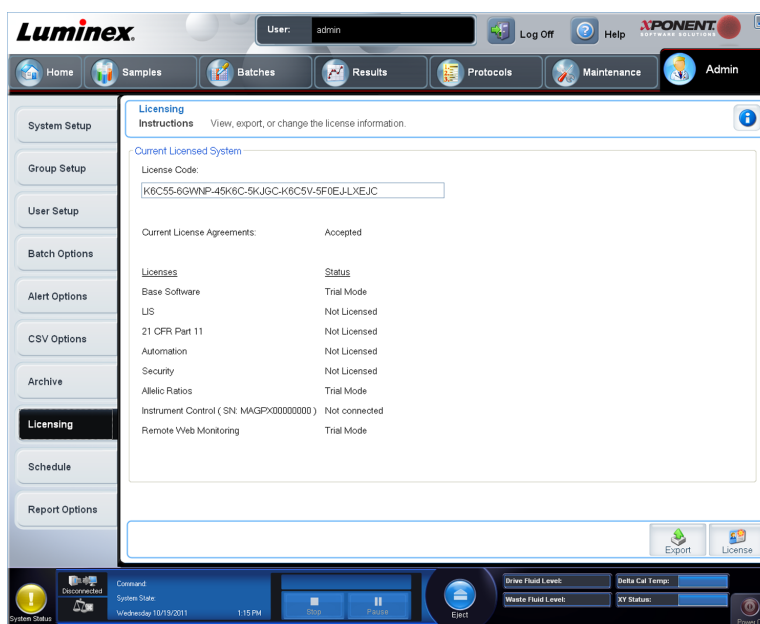 Luminex.
User: admin
Log Off
Help
XPONENT
SOFTWARE SOLUTIONS
Home
Samples
Batches
Results
Protocols
Maintenance
Admin
System Setup
Group Setup
User Setup
Batch Options
Alert Options
CSV Options
Archive
Licensing
Schedule
Report Options
Licensing
Instructions View, export, or change the license information.
Current Licensed System
License Code:
K6C55-6GWNP-45K6C-5KJGC-K6C5V-5F0EJ-LXEJC
Current License Agreements: Accepted
Licenses Status
Base Software Trial Mode
LIS Not Licensed
21 CFR Part 11 Not Licensed
Automation Not Licensed
Security Not Licensed
Allelic Ratios Trial Mode
Instrument Control ( SN: MAGPX00000000 ) Not connected
Remote Web Monitoring Trial Mode
Export
License
System Status
Disconnected
Command:
System State:
Wednesday 10/19/2011 1:15 PM
Stop
Pause
Eject
Drive Fluid Level:
Waste Fluid Level:
Delta Cal Temp:
XY Status:
Power